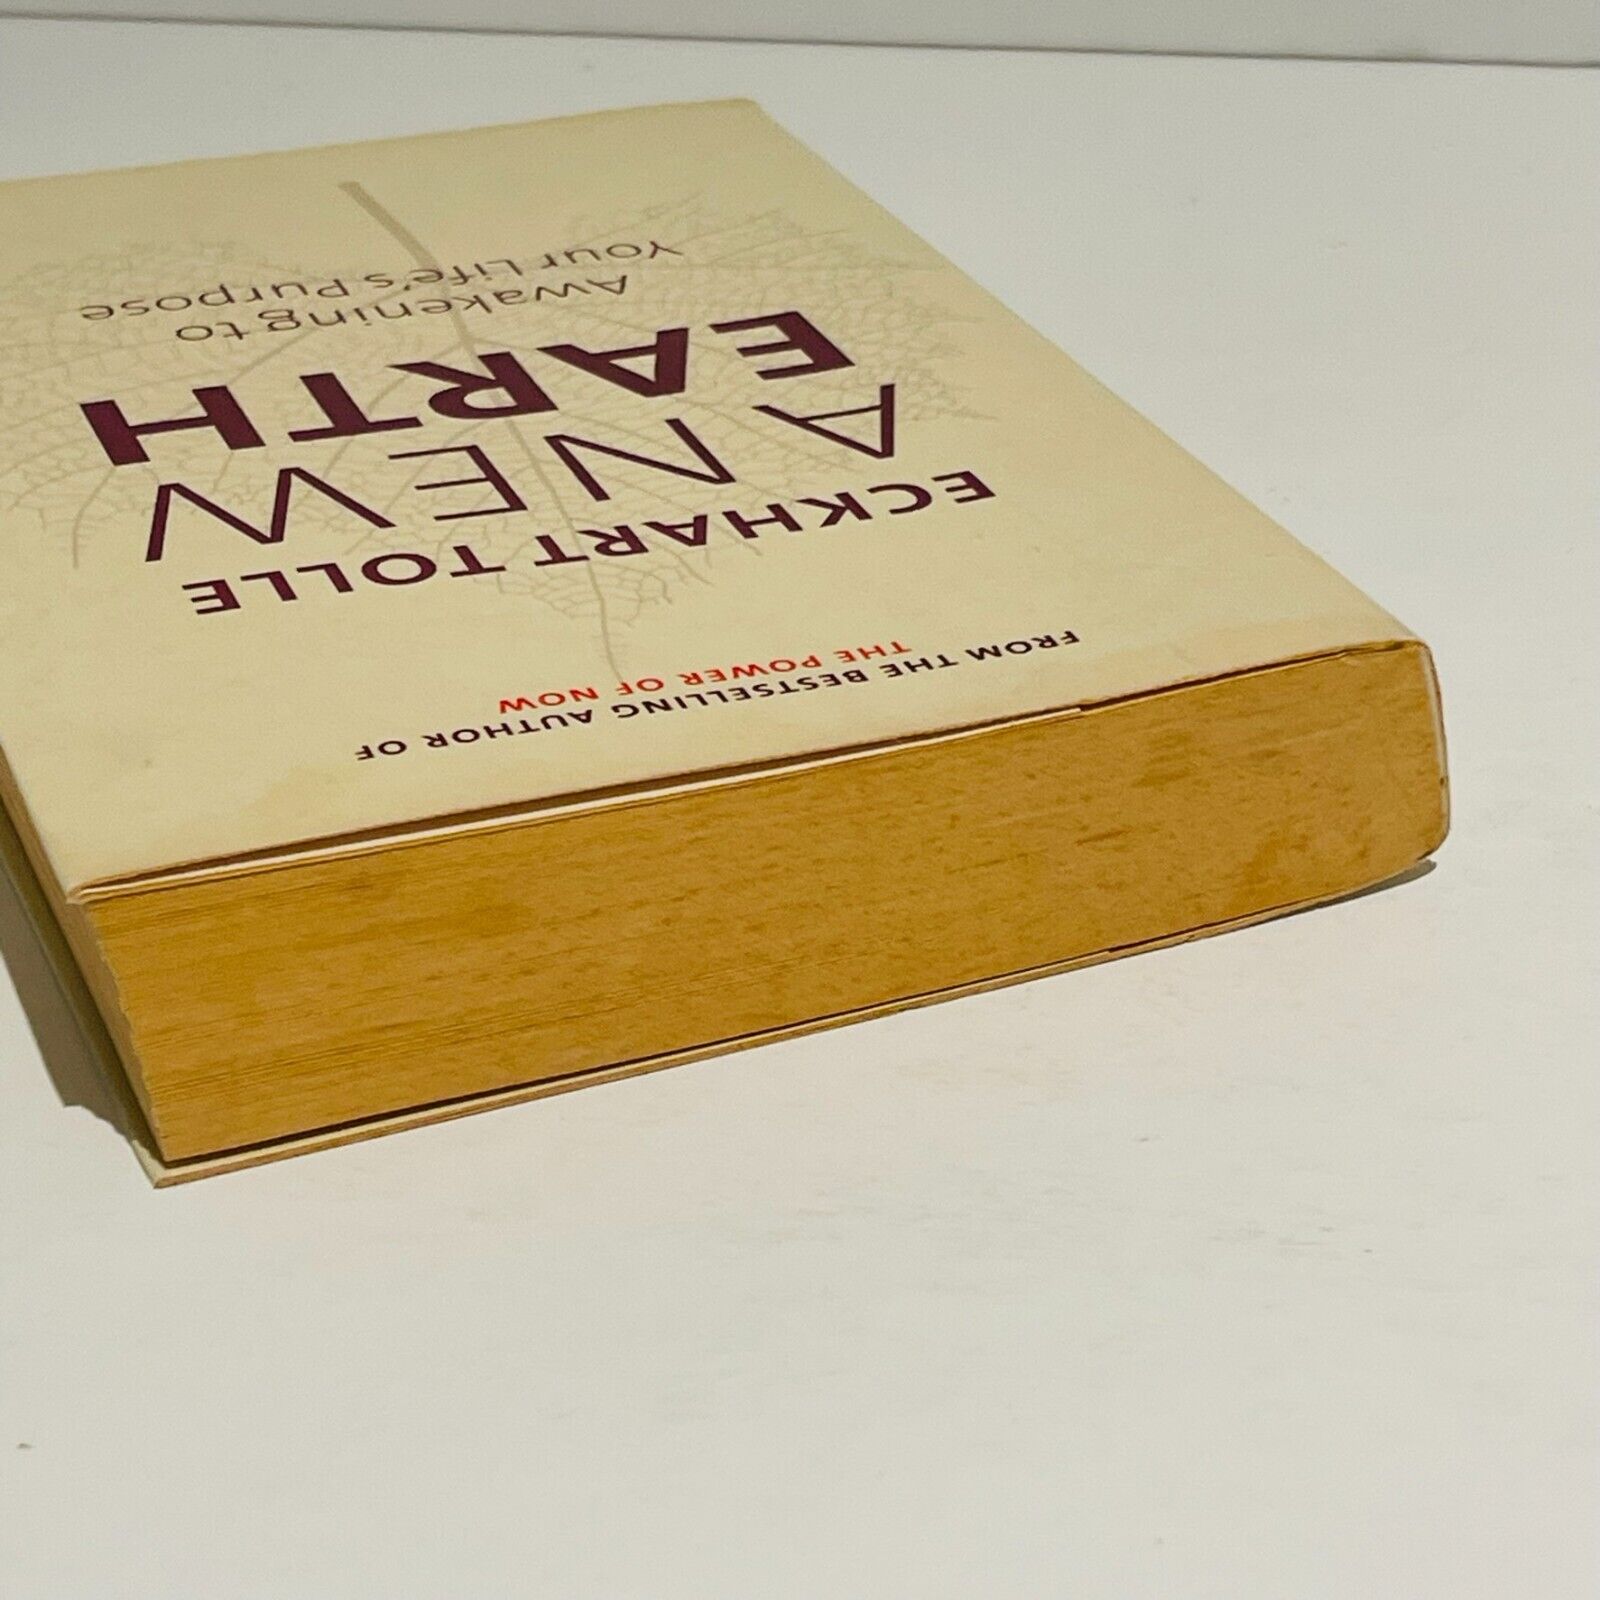 FROM THE BESTSELLING AUTHOR OF
THE POWER OF NOW
ECKHART TOLLE
A NEW
EARTH
Awakening to
Your Life's Purpose